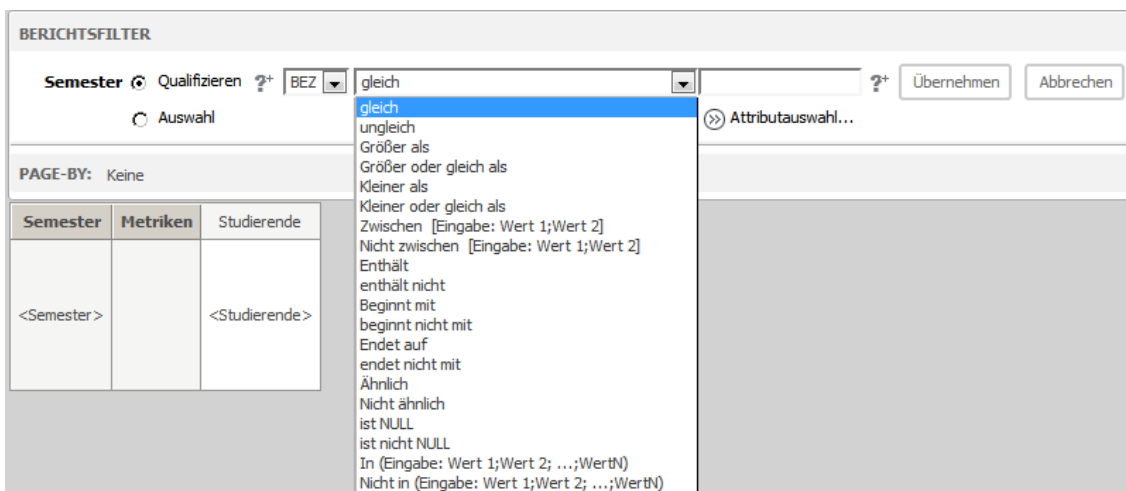 BERICHTSFILTER
Semester Qualifizieren ?+ BEZ gleich ?+ Übernehmen Abbrechen
Auswahl Attributauswahl...
gleich
ungleich
Größer als
Größer oder gleich als
Kleiner als
Kleiner oder gleich als
Zwischen [Eingabe: Wert 1;Wert 2]
Nicht zwischen [Eingabe: Wert 1;Wert 2]
Enthält
enthält nicht
Beginnt mit
beginnt nicht mit
Endet auf
endet nicht mit
Ähnlich
Nicht ähnlich
ist NULL
ist nicht NULL
In (Eingabe: Wert 1;Wert 2; ...;WertN)
Nicht in (Eingabe: Wert 1;Wert 2; ...;WertN)
PAGE-BY: Keine
Semester Metriken Studierende
<Semester> <Studierende>